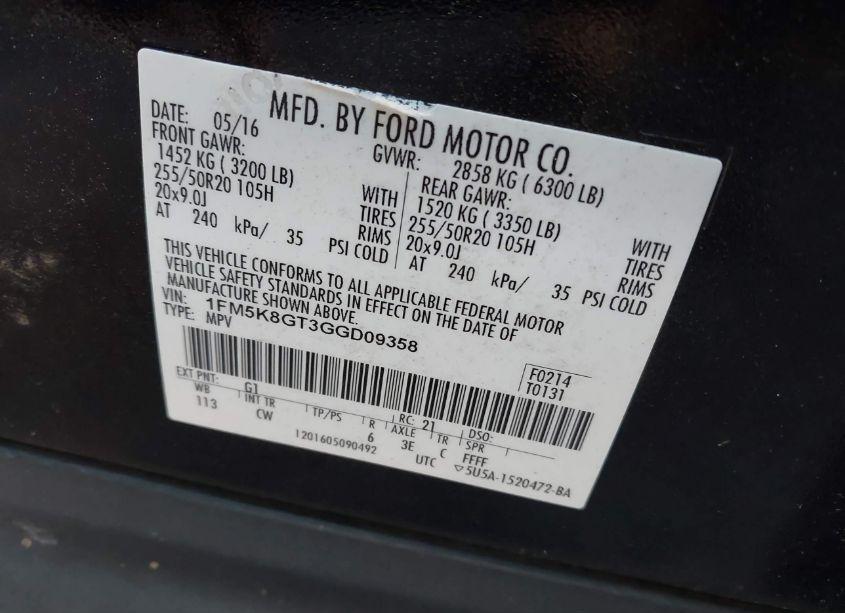 MFD. BY FORD MOTOR CO.
DATE: 05/16 GVWR: 2858 KG ( 6300 LB)
FRONT GAWR: REAR GAWR:
1452 KG ( 3200 LB) WITH 1520 KG ( 3350 LB) WITH
255/50R20 105H TIRES 255/50R20 105H TIRES
20x9.0J RIMS 20x9.0J RIMS
AT 240 kPa/ 35 PSI COLD AT 240 kPa/ 35 PSI COLD
THIS VEHICLE CONFORMS TO ALL APPLICABLE FEDERAL MOTOR
VEHICLE SAFETY STANDARDS IN EFFECT ON THE DATE OF
MANUFACTURE SHOWN ABOVE.
VIN: 1FM5K8GT3GGD09358
TYPE: MPV
F0214
T0131
EXT PNT: G1 RC: 21 DSO:
WB INT TR TP/PS R AXLE TR SPR
113 CW 6 3E C FFFF
1201605090492 UTC ▽5U5A-1520472-BA